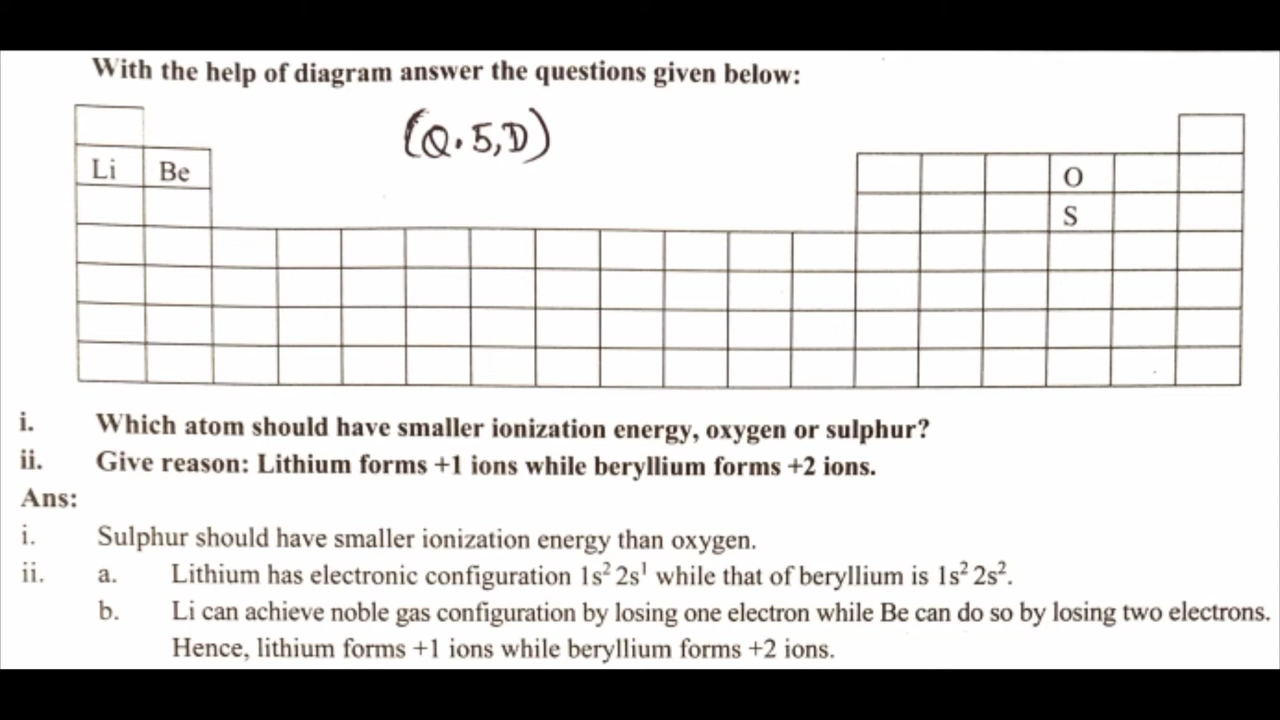 With the help of diagram answer the questions given below:
(Q.5,D)
Li Be O
S
i. Which atom should have smaller ionization energy, oxygen or sulphur?
ii. Give reason: Lithium forms +1 ions while beryllium forms +2 ions.
Ans:
i. Sulphur should have smaller ionization energy than oxygen.
ii. a. Lithium has electronic configuration 1s² 2s¹ while that of beryllium is 1s² 2s².
b. Li can achieve noble gas configuration by losing one electron while Be can do so by losing two electrons.
Hence, lithium forms +1 ions while beryllium forms +2 ions.